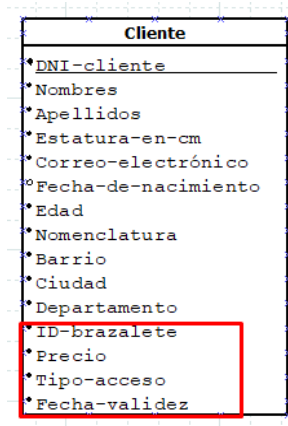 Cliente
DNI-cliente
Nombres
Apellidos
Estatura-en-cm
Correo-electrónico
Fecha-de-nacimiento
Edad
Nomenclatura
Barrio
Ciudad
Departamento
ID-brazalete
Precio
Tipo-acceso
Fecha-validez